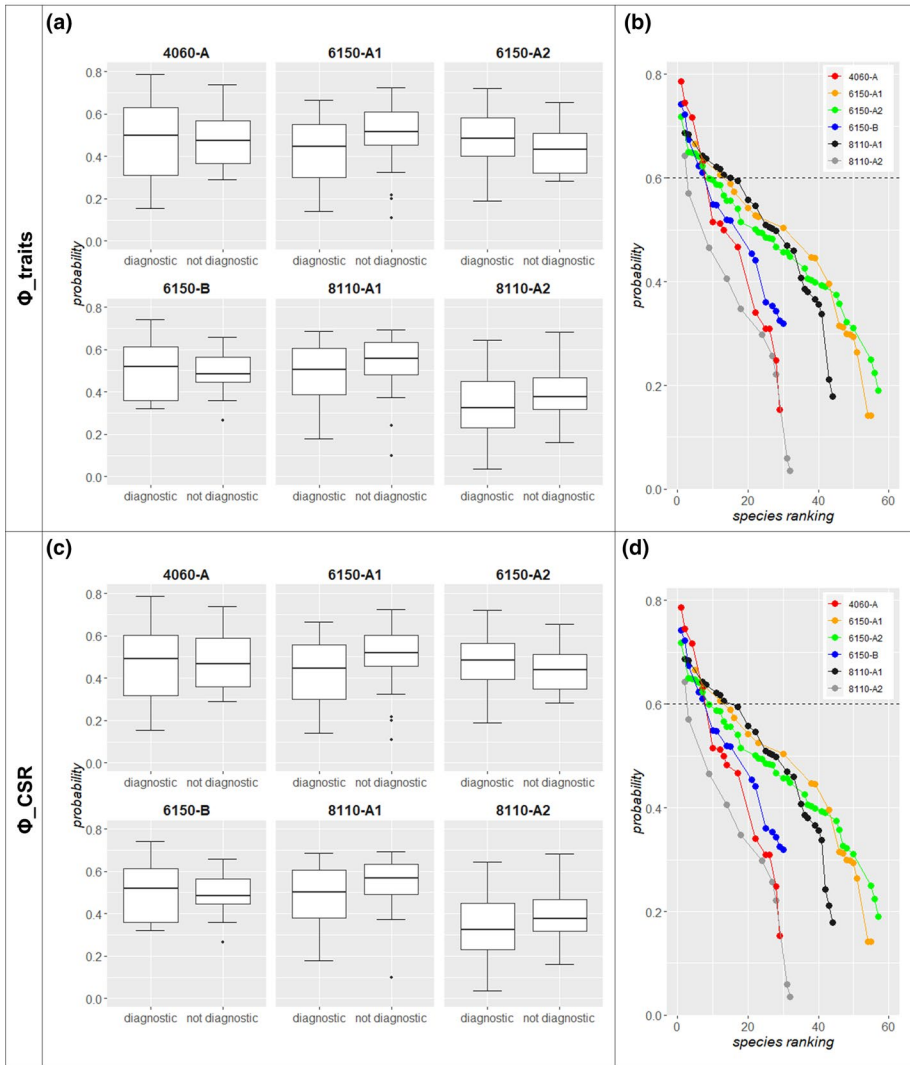 Φ_traits
(a)
4060-A 6150-A1 6150-A2
0.8
0.6
0.4
0.2
0.0
probability
diagnostic not diagnostic diagnostic not diagnostic diagnostic not diagnostic
6150-B 8110-A1 8110-A2
0.8
0.6
0.4
0.2
0.0
diagnostic not diagnostic diagnostic not diagnostic diagnostic not diagnostic
(b)
4060-A
6150-A1
6150-A2
6150-B
8110-A1
8110-A2
0.8
0.6
0.4
0.2
0.0
probability
0 20 40 60
species ranking
Φ_CSR
(c)
4060-A 6150-A1 6150-A2
0.8
0.6
0.4
0.2
0.0
probability
diagnostic not diagnostic diagnostic not diagnostic diagnostic not diagnostic
6150-B 8110-A1 8110-A2
0.8
0.6
0.4
0.2
0.0
diagnostic not diagnostic diagnostic not diagnostic diagnostic not diagnostic
(d)
4060-A
6150-A1
6150-A2
6150-B
8110-A1
8110-A2
0.8
0.6
0.4
0.2
0.0
probability
0 20 40 60
species ranking